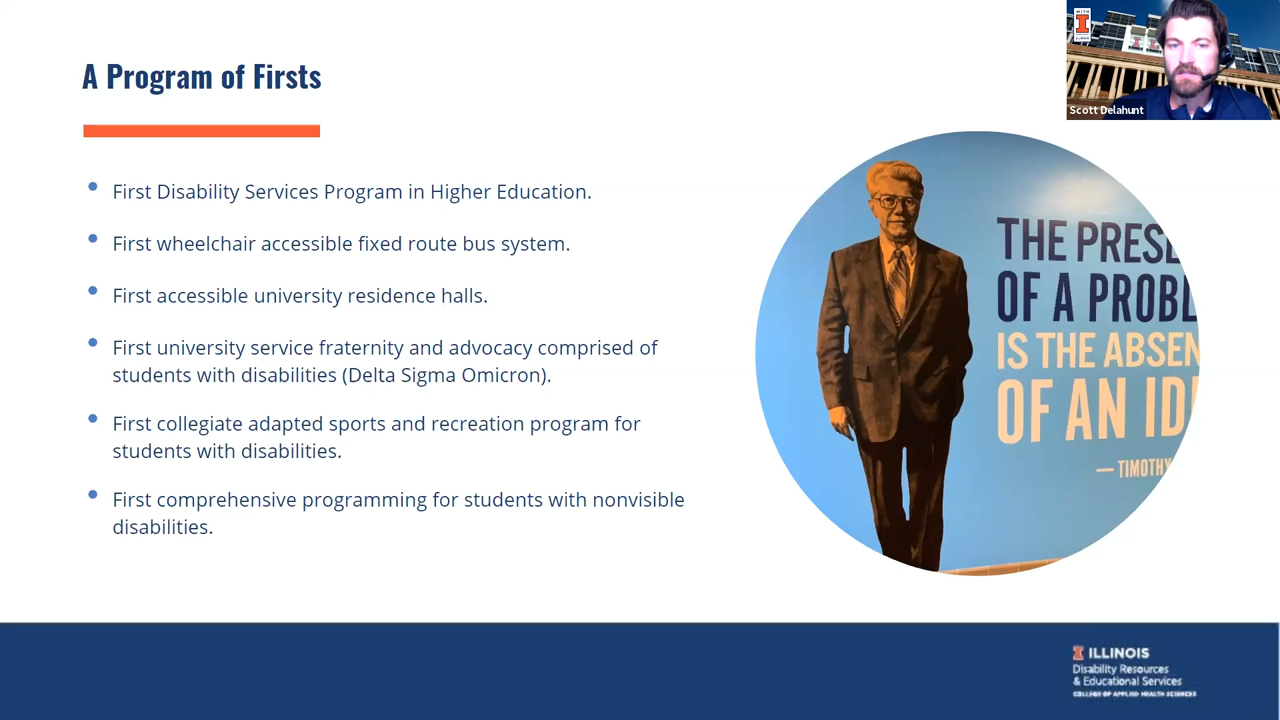 A Program of Firsts
WITH
I
ILLINOIS
Scott Delahunt
• First Disability Services Program in Higher Education.
• First wheelchair accessible fixed route bus system.
• First accessible university residence halls.
• First university service fraternity and advocacy comprised of
students with disabilities (Delta Sigma Omicron).
• First collegiate adapted sports and recreation program for
students with disabilities.
• First comprehensive programming for students with nonvisible
disabilities.
THE PRESE
OF A PROBL
IS THE ABSEN
OF AN ID
— TIMOTHY
I ILLINOIS
Disability Resources
& Educational Services
COLLEGE OF APPLIED HEALTH SCIENCES